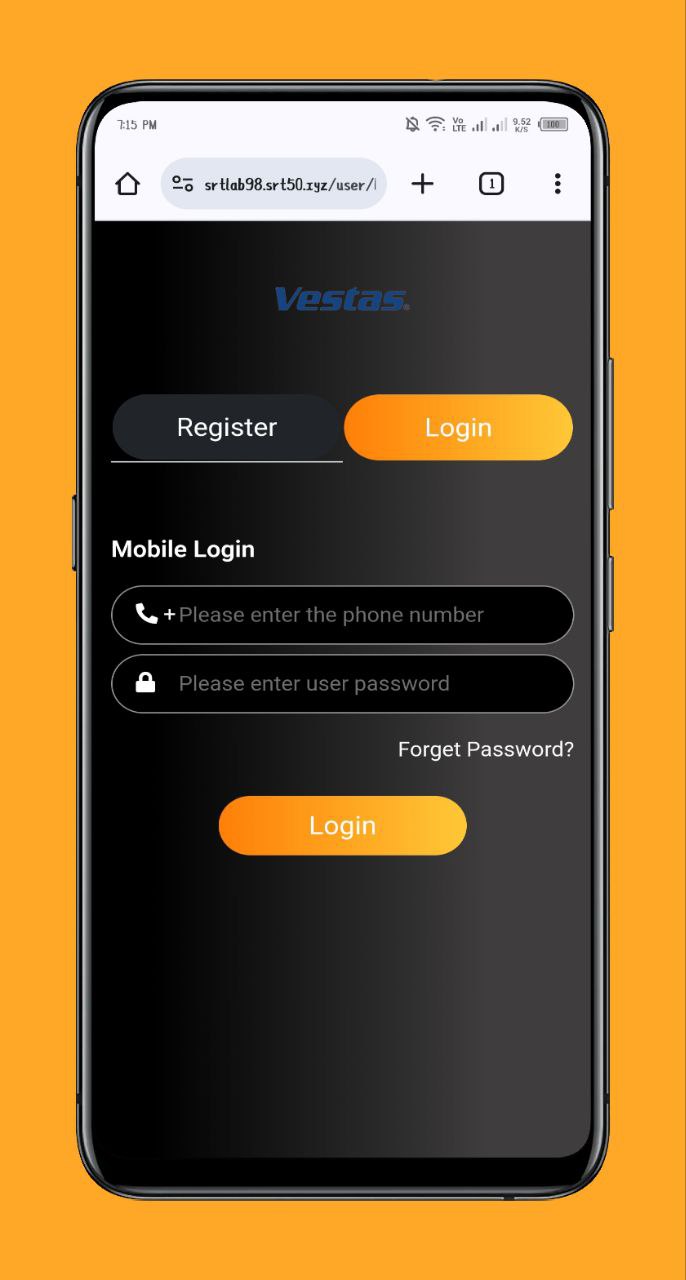 7:15 PM
Vo
LTE
9.52
K/S
100
srtlab98.srt50.xyz/user/
1
Vestas®
Register
Login
Mobile Login
+ Please enter the phone number
Please enter user password
Forget Password?
Login